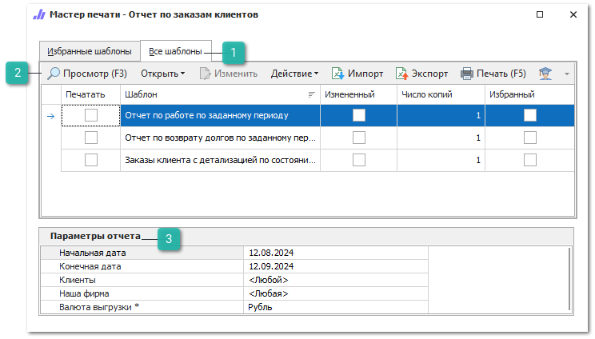 Мастер печати - Отчет по заказам клиентов
Избранные шаблоны Все шаблоны 1
2 Просмотр (F3) Открыть Изменить Действие Импорт Экспорт Печать (F5)
Печатать Шаблон Измененный Число копий Избранный
Отчет по работе по заданному периоду 1
Отчет по возврату долгов по заданному пер... 1
Заказы клиента с детализацией по состояни... 1
Параметры отчета 3
Начальная дата 12.08.2024
Конечная дата 12.09.2024
Клиенты <Любой>
Наша фирма <Любая>
Валюта выгрузки * Рубль